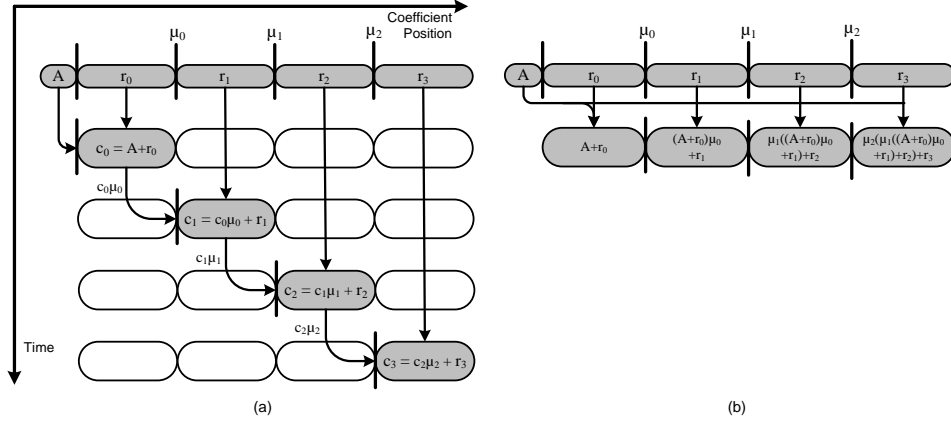 Coefficient
Position
μ₀ μ₁ μ₂
A r₀ r₁ r₂ r₃
c₀ = A+r₀
c₀μ₀
c₁ = c₀μ₀ + r₁
c₁μ₁
c₂ = c₁μ₁ + r₂
c₂μ₂
c₃ = c₂μ₂ + r₃
Time
(a)
μ₀ μ₁ μ₂
A r₀ r₁ r₂ r₃
A+r₀
(A+r₀)μ₀
+r₁
μ₁((A+r₀)μ₀
+r₁)+r₂
μ₂(μ₁((A+r₀)μ₀
+r₁)+r₂)+r₃
(b)